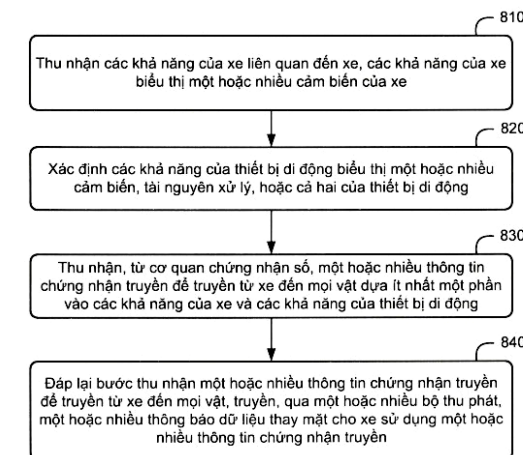 810
Thu nhận các khả năng của xe liên quan đến xe, các khả năng của xe
biểu thị một hoặc nhiều cảm biến của xe
820
Xác định các khả năng của thiết bị di động biểu thị một hoặc nhiều
cảm biến, tài nguyên xử lý, hoặc cả hai của thiết bị di động
830
Thu nhận, từ cơ quan chứng nhận số, một hoặc nhiều thông tin
chứng nhận truyền để truyền từ xe đến mọi vật dựa ít nhất một phần
vào các khả năng của xe và các khả năng của thiết bị di động
840
Đáp lại bước thu nhận một hoặc nhiều thông tin chứng nhận truyền
để truyền từ xe đến mọi vật, truyền, qua một hoặc nhiều bộ thu phát,
một hoặc nhiều thông báo dữ liệu thay mặt cho xe sử dụng một hoặc
nhiều thông tin chứng nhận truyền